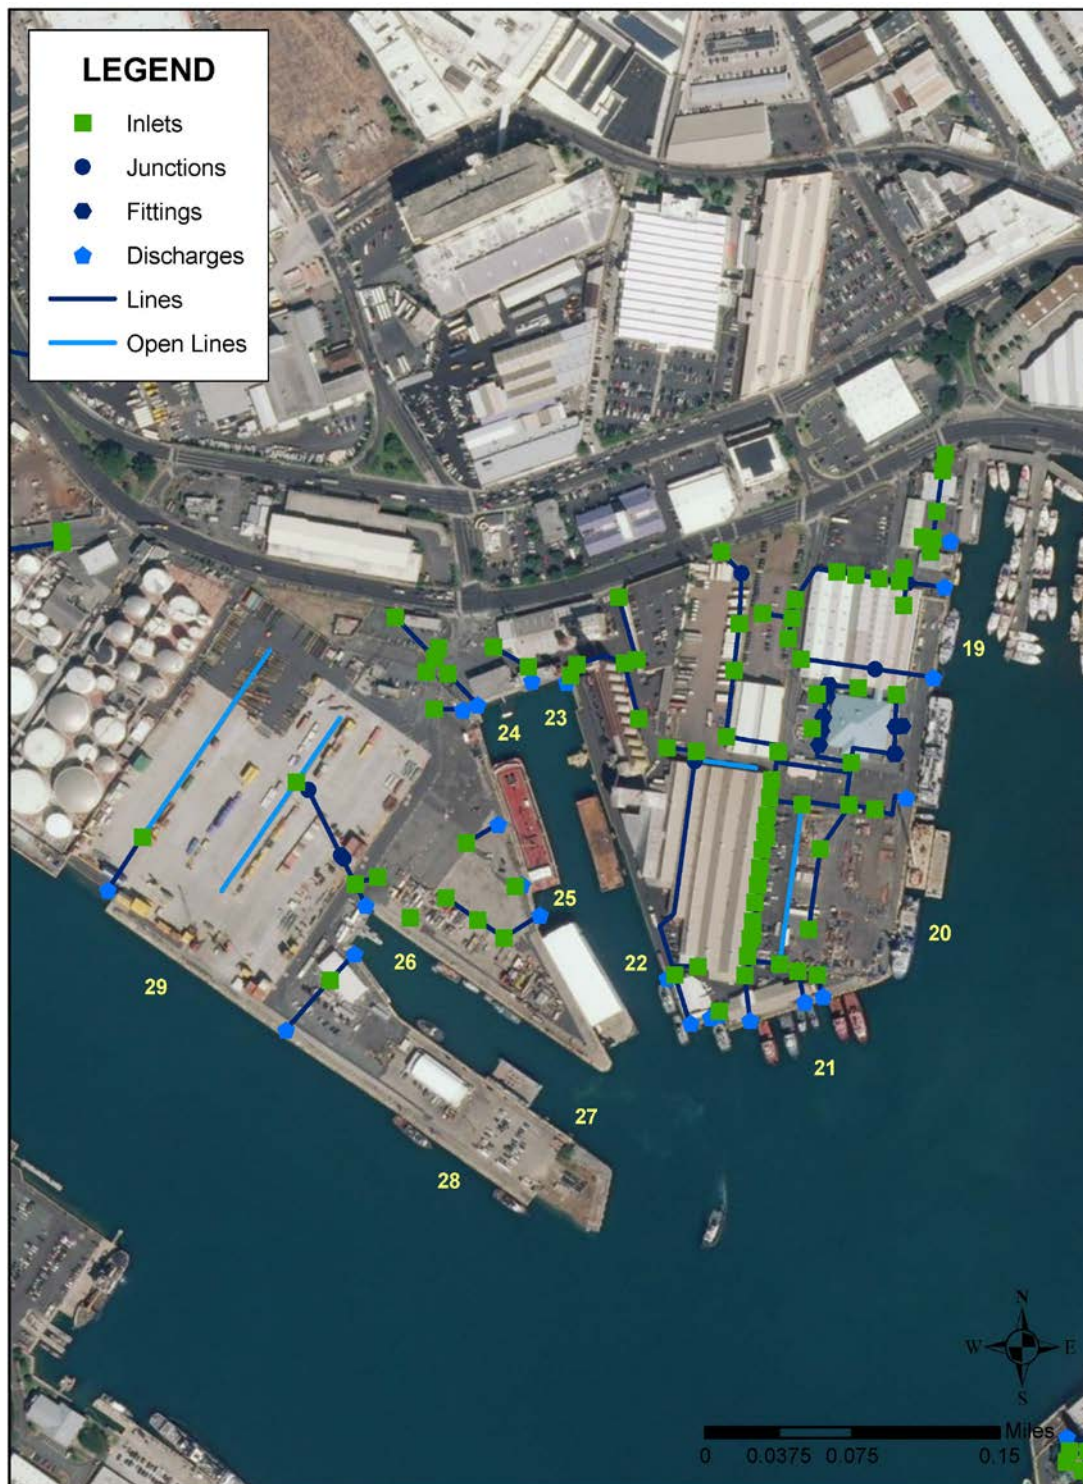 LEGEND
Inlets
Junctions
Fittings
Discharges
Lines
Open Lines
19
24
23
25
20
22
26
29
21
27
28
N
W
E
S
Miles
0
0.0375
0.075
0.15